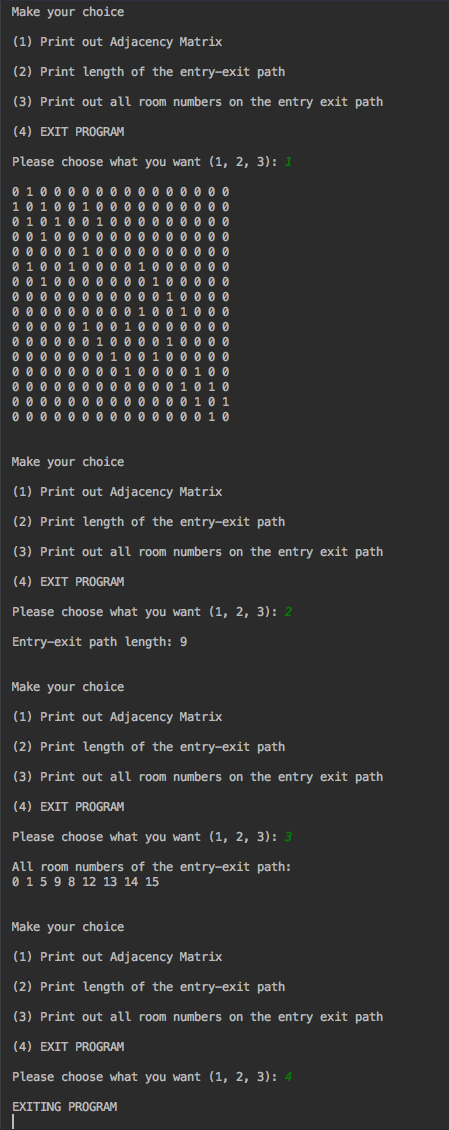 Make your choice
(1) Print out Adjacency Matrix
(2) Print length of the entry-exit path
(3) Print out all room numbers on the entry exit path
(4) EXIT PROGRAM
Please choose what you want (1, 2, 3): 1
0 1 0 0 0 0 0 0 0 0 0 0 0 0 0 0
1 0 1 0 0 1 0 0 0 0 0 0 0 0 0 0
0 1 0 1 0 0 1 0 0 0 0 0 0 0 0 0
0 0 1 0 0 0 0 0 0 0 0 0 0 0 0 0
0 0 0 0 0 1 0 0 0 0 0 0 0 0 0 0
0 1 0 0 1 0 0 0 0 1 0 0 0 0 0 0
0 0 1 0 0 0 0 0 0 0 1 0 0 0 0 0
0 0 0 0 0 0 0 0 0 0 0 1 0 0 0 0
0 0 0 0 0 0 0 0 0 1 0 0 1 0 0 0
0 0 0 0 0 1 0 0 1 0 0 0 0 0 0 0
0 0 0 0 0 0 1 0 0 0 0 1 0 0 0 0
0 0 0 0 0 0 0 1 0 0 1 0 0 0 0 0
0 0 0 0 0 0 0 0 1 0 0 0 0 1 0 0
0 0 0 0 0 0 0 0 0 0 0 0 1 0 1 0
0 0 0 0 0 0 0 0 0 0 0 0 0 1 0 1
0 0 0 0 0 0 0 0 0 0 0 0 0 0 1 0
Make your choice
(1) Print out Adjacency Matrix
(2) Print length of the entry-exit path
(3) Print out all room numbers on the entry exit path
(4) EXIT PROGRAM
Please choose what you want (1, 2, 3): 2
Entry-exit path length: 9
Make your choice
(1) Print out Adjacency Matrix
(2) Print length of the entry-exit path
(3) Print out all room numbers on the entry exit path
(4) EXIT PROGRAM
Please choose what you want (1, 2, 3): 3
All room numbers of the entry-exit path:
0 1 5 9 8 12 13 14 15
Make your choice
(1) Print out Adjacency Matrix
(2) Print length of the entry-exit path
(3) Print out all room numbers on the entry exit path
(4) EXIT PROGRAM
Please choose what you want (1, 2, 3): 4
EXITING PROGRAM